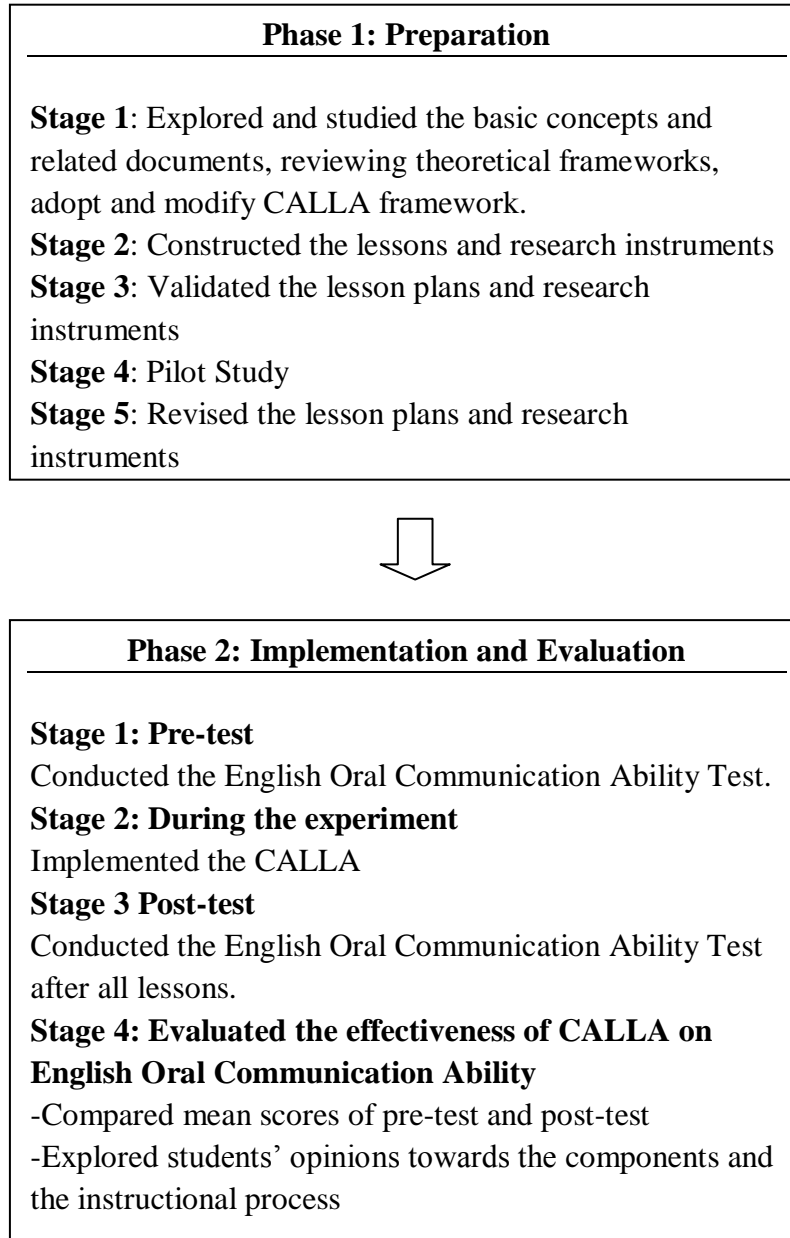 Phase 1: Preparation
Stage 1: Explored and studied the basic concepts and
related documents, reviewing theoretical frameworks,
adopt and modify CALLA framework.
Stage 2: Constructed the lessons and research instruments
Stage 3: Validated the lesson plans and research
instruments
Stage 4: Pilot Study
Stage 5: Revised the lesson plans and research
instruments
Phase 2: Implementation and Evaluation
Stage 1: Pre-test
Conducted the English Oral Communication Ability Test.
Stage 2: During the experiment
Implemented the CALLA
Stage 3 Post-test
Conducted the English Oral Communication Ability Test
after all lessons.
Stage 4: Evaluated the effectiveness of CALLA on
English Oral Communication Ability
-Compared mean scores of pre-test and post-test
-Explored students’ opinions towards the components and
the instructional process